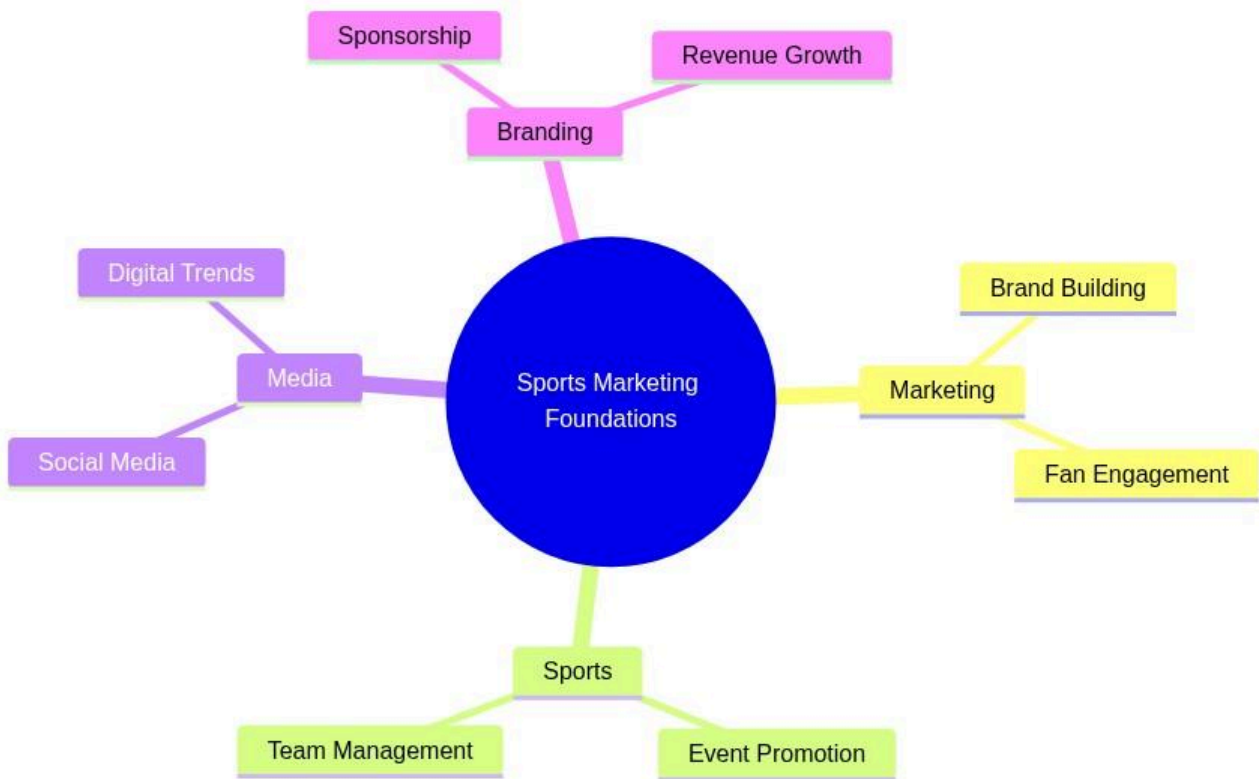 Sponsorship
Revenue Growth
Branding
Digital Trends
Brand Building
Media
Sports Marketing
Foundations
Marketing
Social Media
Fan Engagement
Sports
Team Management
Event Promotion